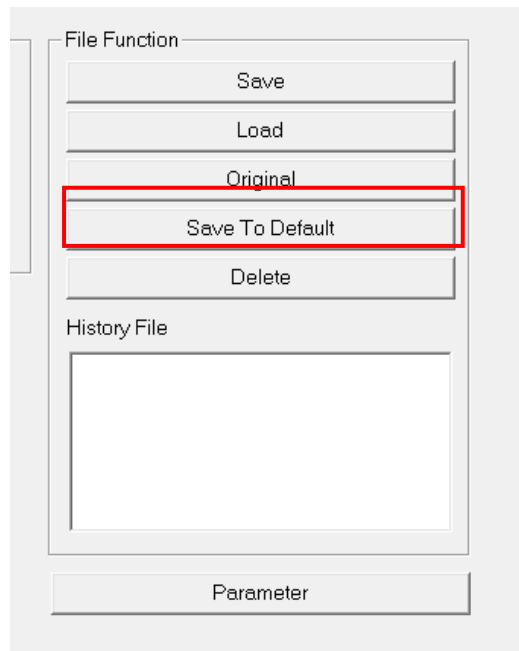 File Function
Save
Load
Original
Save To Default
Delete
History File
Parameter